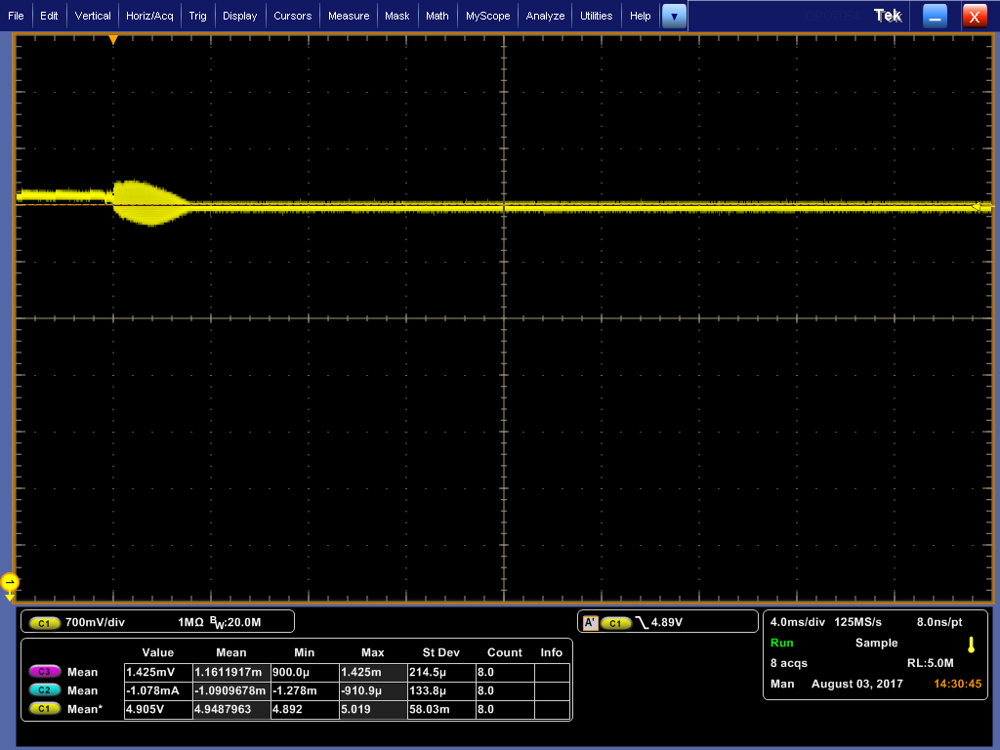 File Edit Vertical Horiz/Acq Trig Display Cursors Measure Mask Math MyScope Analyze Utilities Help Tek X
C1 700mV/div 1MΩ BW:20.0M
A' C1 4.89V
4.0ms/div 125MS/s 8.0ns/pt
Run Sample
8 acqs RL:5.0M
Man August 03, 2017 14:30:45
Value Mean Min Max St Dev Count Info
C3 Mean 1.425mV 1.1611917m 900.0µ 1.425m 214.5µ 8.0
C2 Mean -1.078mA -1.0909678m -1.278m -910.9µ 133.8µ 8.0
C1 Mean* 4.905V 4.9487963 4.892 5.019 58.03m 8.0